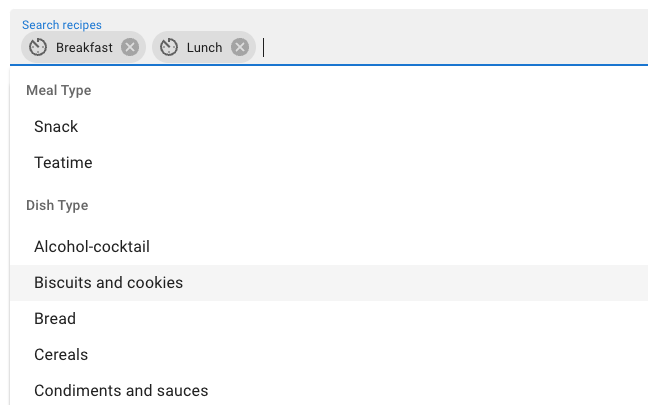 Search recipes
Breakfast Lunch
Meal Type
Snack
Teatime
Dish Type
Alcohol-cocktail
Biscuits and cookies
Bread
Cereals
Condiments and sauces